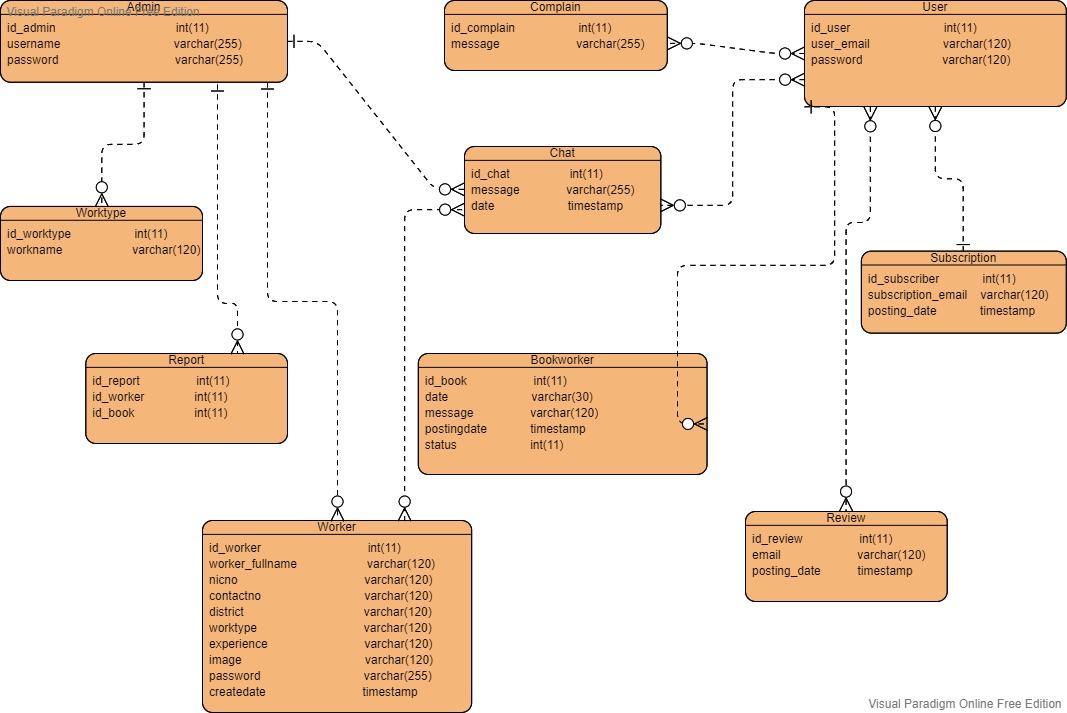 Admin
Visual Paradigm Online Free Edition
id_admin int(11)
username varchar(255)
password varchar(255)
Complain
id_complain int(11)
message varchar(255)
User
id_user int(11)
user_email varchar(120)
password varchar(120)
Chat
id_chat int(11)
message varchar(255)
date timestamp
Worktype
id_worktype int(11)
workname varchar(120)
Subscription
id_subscriber int(11)
subscription_email varchar(120)
posting_date timestamp
Report
id_report int(11)
id_worker int(11)
id_book int(11)
Bookworker
id_book int(11)
date varchar(30)
message varchar(120)
postingdate timestamp
status int(11)
Worker
id_worker int(11)
worker_fullname varchar(120)
nicno varchar(120)
contactno varchar(120)
district varchar(120)
worktype varchar(120)
experience varchar(120)
image varchar(120)
password varchar(255)
createdate timestamp
Review
id_review int(11)
email varchar(120)
posting_date timestamp
Visual Paradigm Online Free Edition